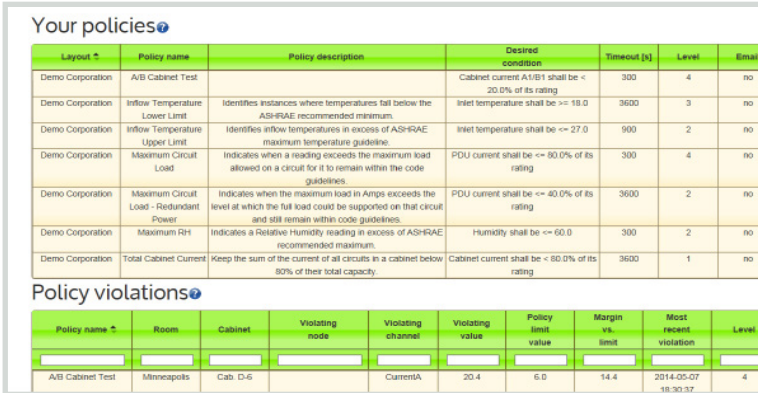 Your policies
Layout Policy name Policy description Desired condition Timeout [s] Level Email
Demo Corporation A/B Cabinet Test Cabinet current A1/B1 shall be < 20.0% of its rating 300 4 no
Demo Corporation Inflow Temperature Lower Limit Identifies instances where temperatures fall below the ASHRAE recommended minimum. Inlet temperature shall be >= 18.0 3600 3 no
Demo Corporation Inflow Temperature Upper Limit Identifies inflow temperatures in excess of ASHRAE maximum temperature guideline. Inlet temperature shall be <= 27.0 900 2 no
Demo Corporation Maximum Circuit Load Indicates when a reading exceeds the maximum load allowed on a circuit for it to remain within the code guidelines. PDU current shall be <= 80.0% of its rating 300 4 no
Demo Corporation Maximum Circuit Load - Redundant Power Indicates when the maximum load in Amps exceeds the level at which the full load could be supported on that circuit and still remain within code guidelines. PDU current shall be <= 40.0% of its rating 3600 2 no
Demo Corporation Maximum RH Indicates a Relative Humidity reading in excess of ASHRAE recommended maximum. Humidity shall be <= 60.0 300 2 no
Demo Corporation Total Cabinet Current Keep the sum of the current of all circuits in a cabinet below 80% of their total capacity. Cabinet current shall be < 80.0% of its rating 3600 1 no
Policy violations
Policy name Room Cabinet Violating node Violating channel Violating value Policy limit value Margin vs. limit Most recent violation Level
A/B Cabinet Test Minneapolis Cab. D-6 CurrentA 20.4 6.0 14.4 2014-05-07 18:30:37 4